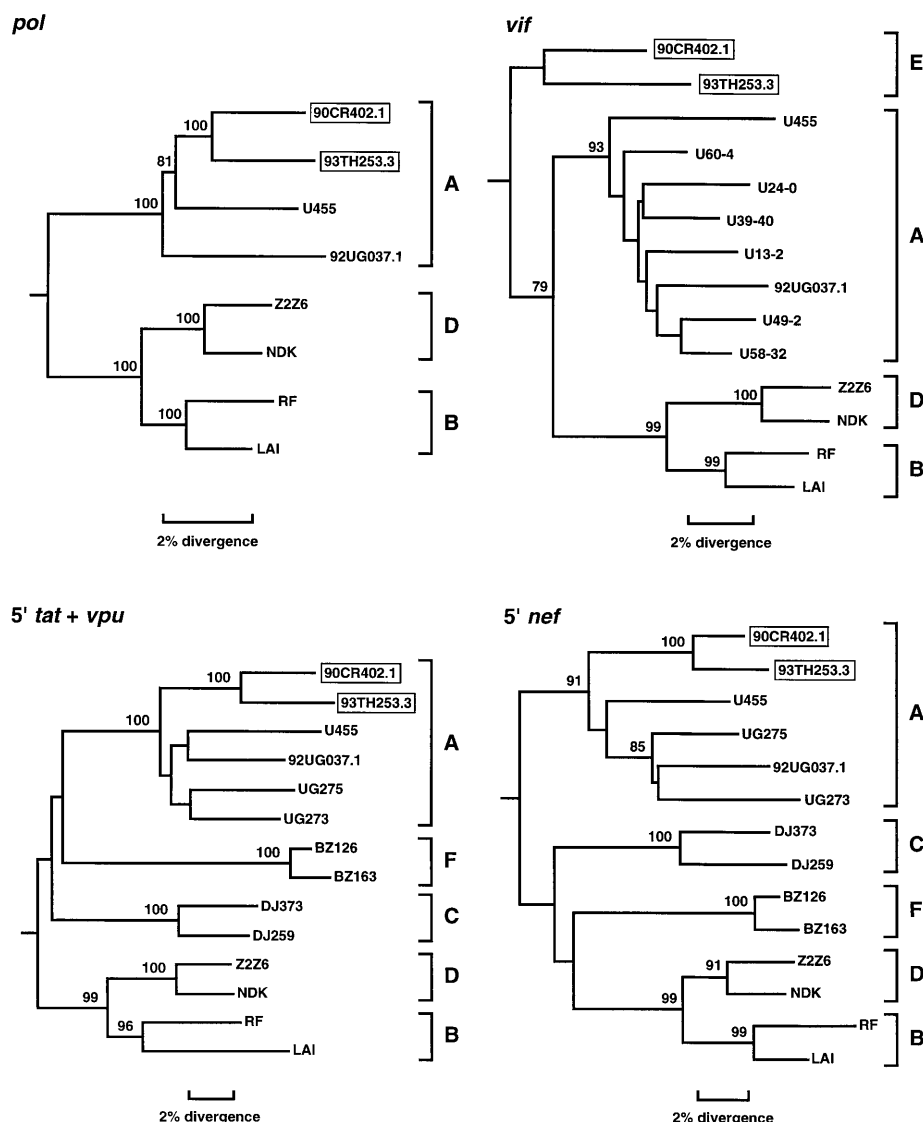 pol
100
90CR402.1
93TH253.3
81
100
U455
92UG037.1
A
100
Z2Z6
NDK
D
100
100
RF
LAI
B
2% divergence
vif
90CR402.1
93TH253.3
E
93
U455
U60-4
U24-0
U39-40
U13-2
92UG037.1
U49-2
U58-32
A
79
100
Z2Z6
NDK
D
99
99
RF
LAI
B
2% divergence
5' tat + vpu
100
90CR402.1
93TH253.3
100
U455
92UG037.1
UG275
UG273
A
100
BZ126
BZ163
F
100
DJ373
DJ259
C
100
Z2Z6
NDK
D
99
96
RF
LAI
B
2% divergence
5' nef
100
90CR402.1
93TH253.3
91
U455
85
UG275
92UG037.1
UG273
A
100
DJ373
DJ259
C
100
BZ126
BZ163
F
91
Z2Z6
NDK
D
99
99
RF
LAI
B
2% divergence